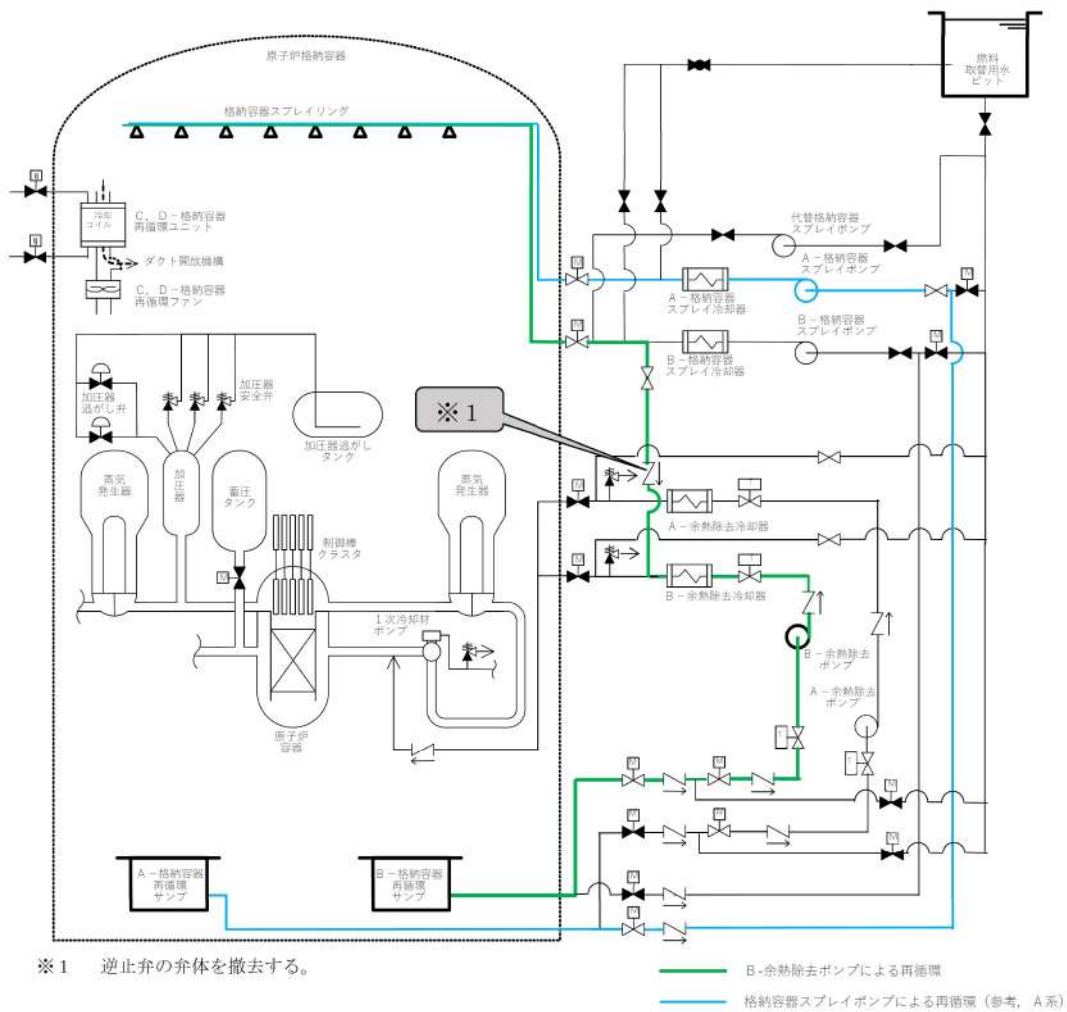 原子炉格納容器
燃料
取替用水
ピット
格納容器スプレイリング
M
冷却
コイル
C，D－格納容器
再循環ユニット
M
ダクト開放機構
C，D－格納容器
再循環ファン
代替格納容器
スプレイポンプ
A－格納容器
スプレイポンプ
M
M
A－格納容器
スプレイ冷却器
B－格納容器
スプレイポンプ
M
M
B－格納容器
スプレイ冷却器
加圧器
逃がし弁
加圧器
安全弁
※1
加圧器逃がし
タンク
蒸気
発生器
加圧器
蓄圧
タンク
蒸気
発生器
M
A－余熱除去冷却器
制御棒
クラスタ
M
M
B－余熱除去冷却器
1次冷却材
ポンプ
B－余熱除去
ポンプ
A－余熱除去
ポンプ
原子炉
容器
T
T
M
M
M
M
M
M
A－格納容器
再循環
サンプ
B－格納容器
再循環
サンプ
M
M
※1 逆止弁の弁体を撤去する。
B-余熱除去ポンプによる再循環
格納容器スプレイポンプによる再循環（参考，A系）